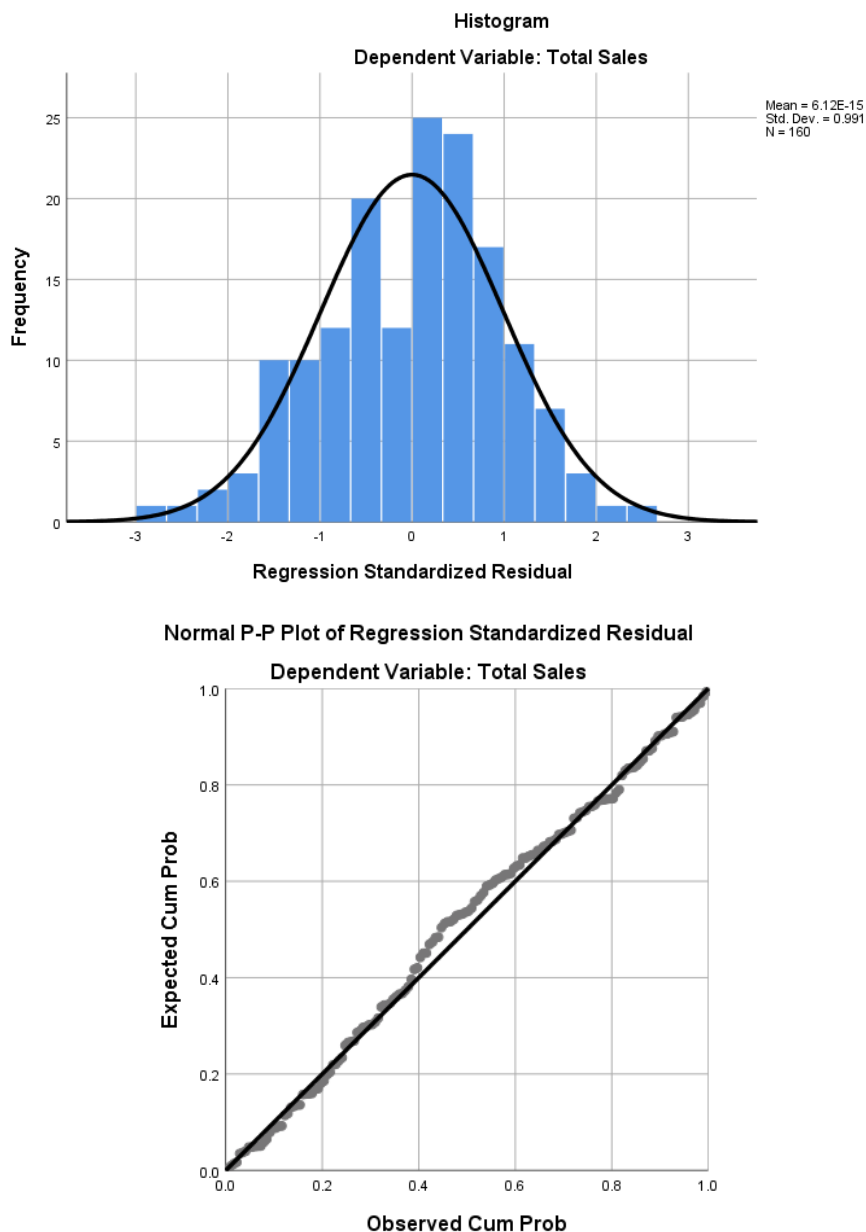 Histogram
Dependent Variable: Total Sales
Mean = 6.12E-15
Std. Dev. = 0.991
N = 160
25
20
15
10
5
0
Frequency
-3 -2 -1 0 1 2 3
Regression Standardized Residual
Normal P-P Plot of Regression Standardized Residual
Dependent Variable: Total Sales
1.0
0.8
0.6
0.4
0.2
0.0
Expected Cum Prob
0.0 0.2 0.4 0.6 0.8 1.0
Observed Cum Prob